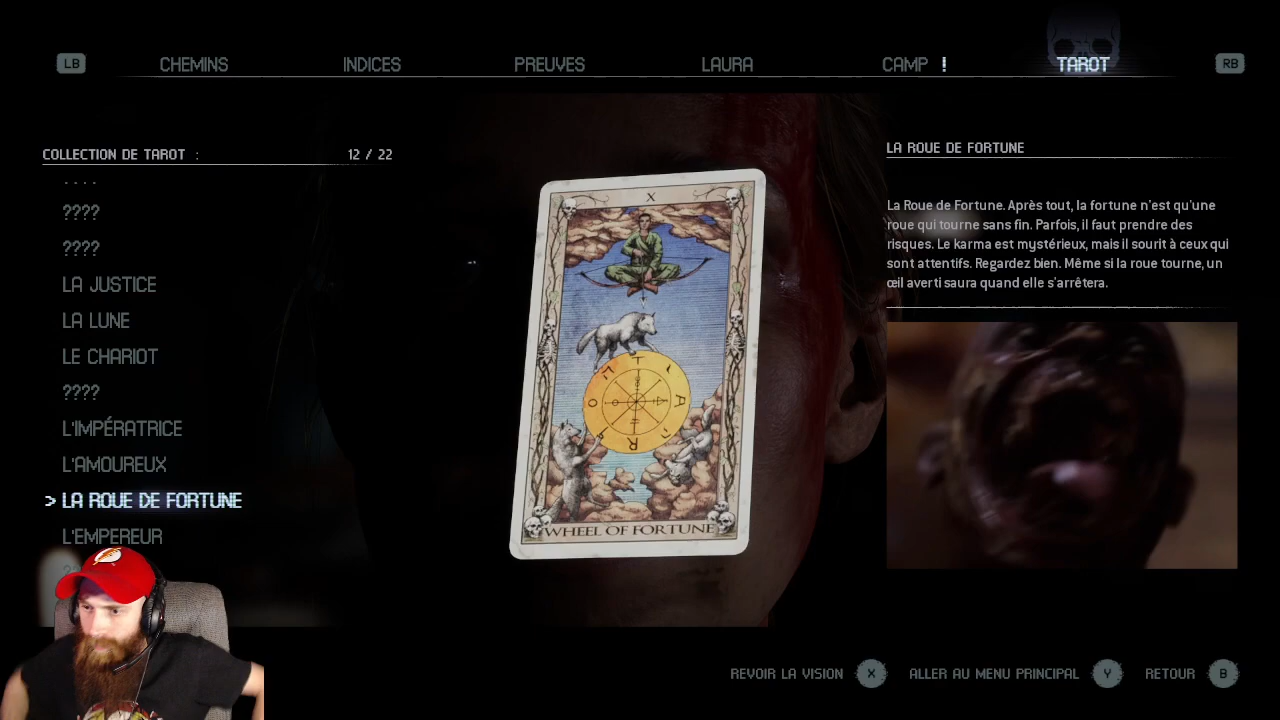 LB
CHEMINS
INDICES
PREUVES
LAURA
CAMP !
TAROT
RB
COLLECTION DE TAROT : 12 / 22
????
????
LA JUSTICE
LA LUNE
LE CHARIOT
????
L'IMPÉRATRICE
L'AMOUREUX
> LA ROUE DE FORTUNE
L'EMPEREUR
X
WHEEL OF FORTUNE
LA ROUE DE FORTUNE
La Roue de Fortune. Après tout, la fortune n'est qu'une
roue qui tourne sans fin. Parfois, il faut prendre des
risques. Le karma est mystérieux, mais il sourit à ceux qui
sont attentifs. Regardez bien. Même si la roue tourne, un
œil averti saura quand elle s'arrêtera.
REVOIR LA VISION X
ALLER AU MENU PRINCIPAL Y
RETOUR B